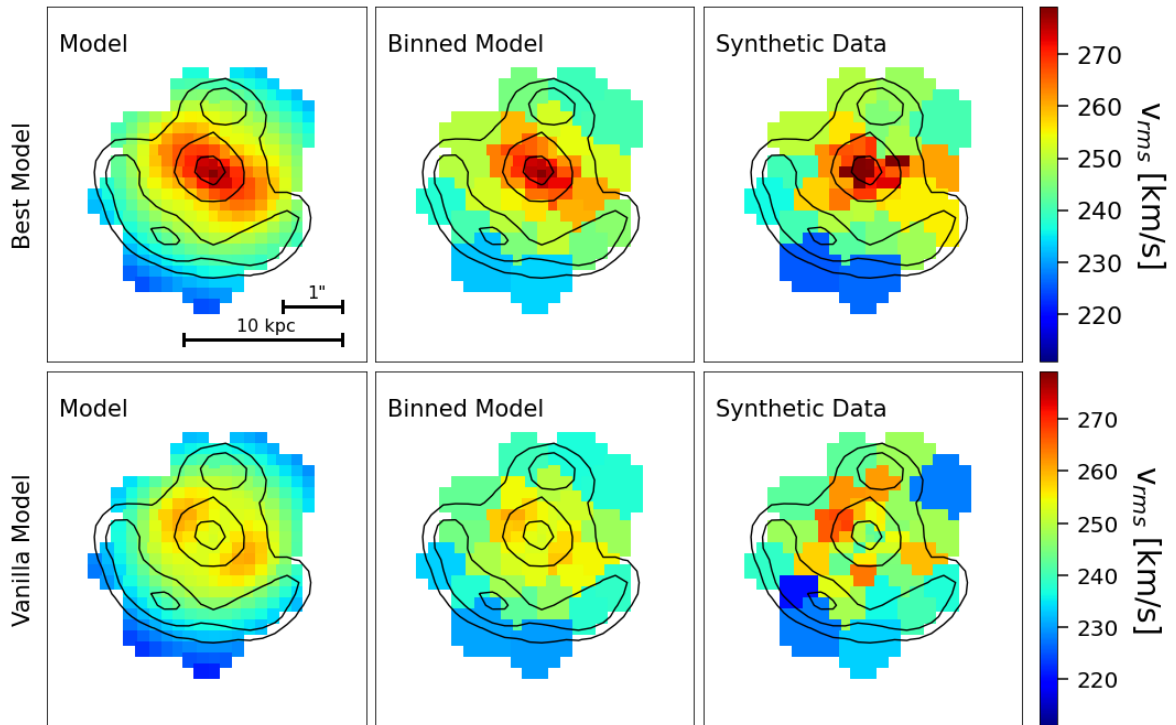 Best Model
Model
Binned Model
Synthetic Data
1"
10 kpc
270
260
250
240
230
220
v_rms [km/s]
Vanilla Model
Model
Binned Model
Synthetic Data
270
260
250
240
230
220
v_rms [km/s]